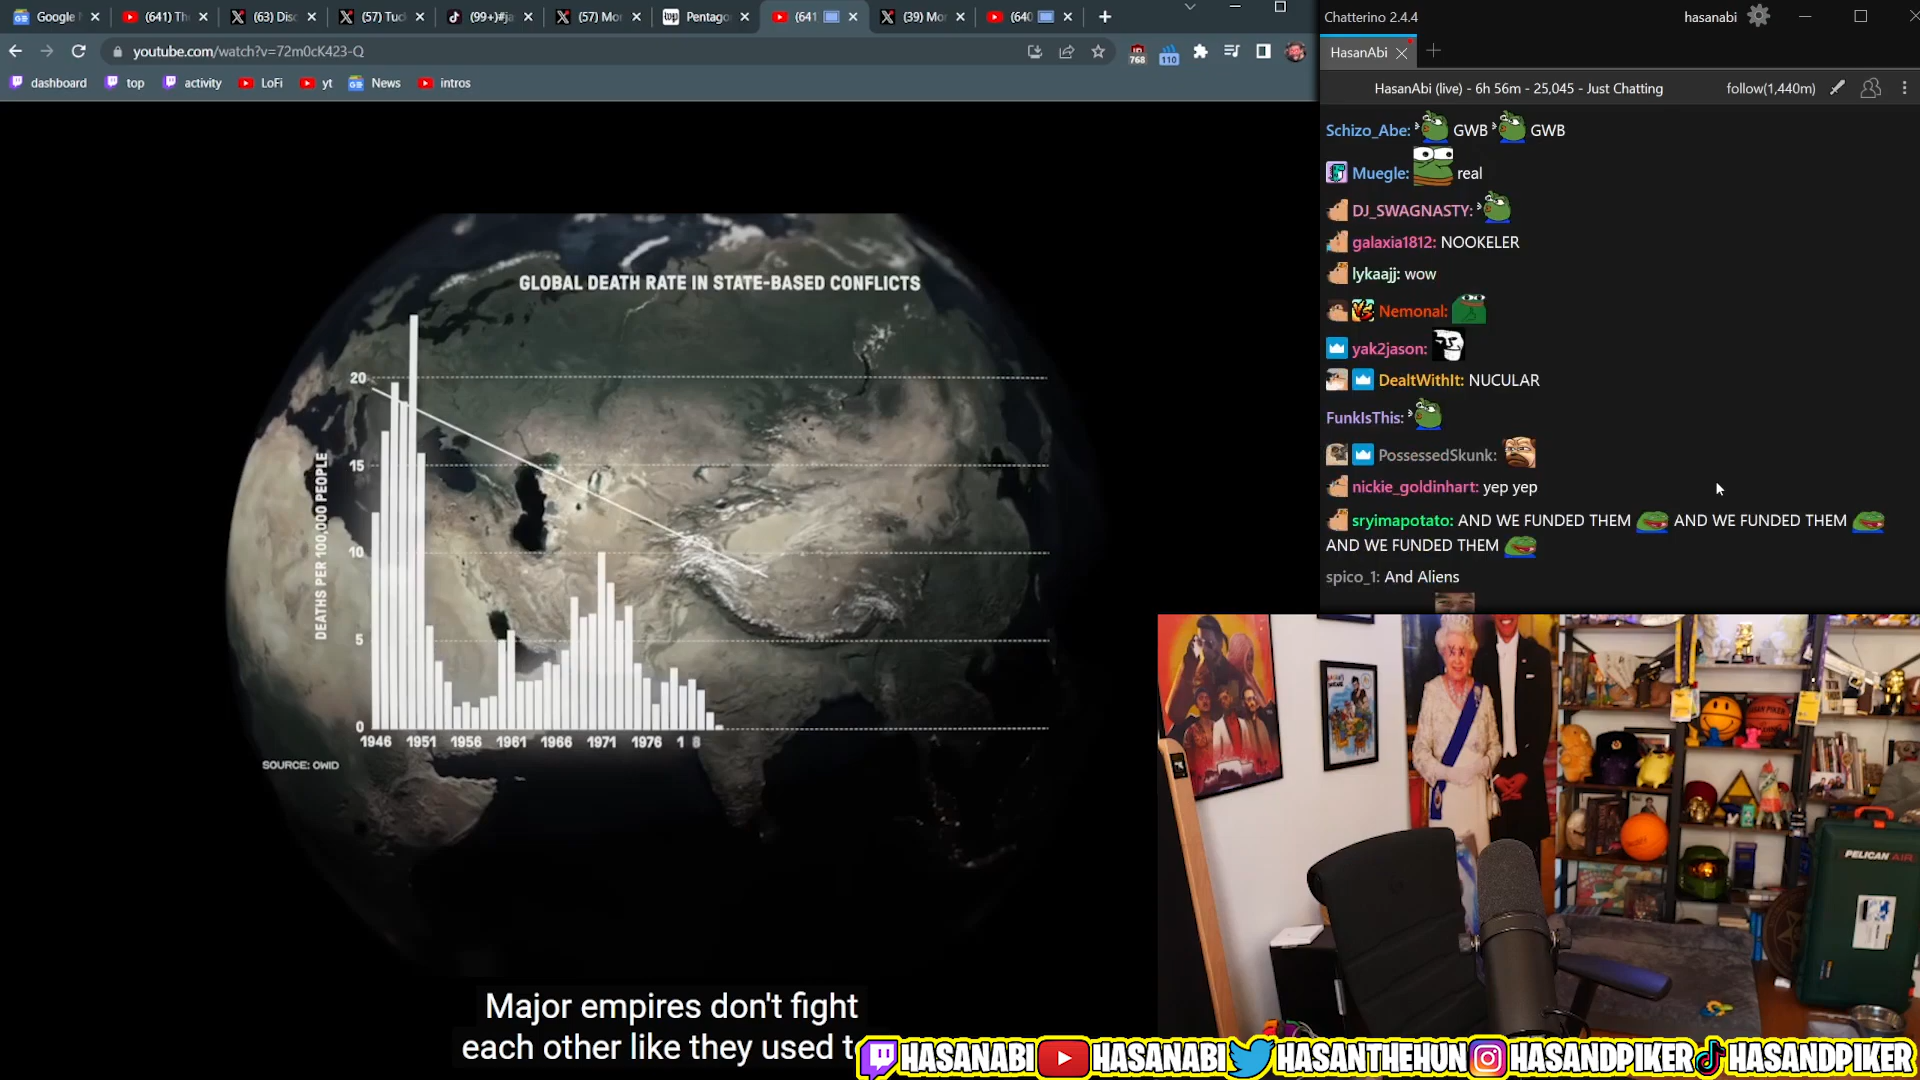 Google
(641) Th
(63) Disc
(57) Tuc
(99+)#ja
(57) Mor
Pentago
(641
(39) Mor
(640
youtube.com/watch?v=72m0cK423-Q
768
110
dashboard
top
activity
LoFi
yt
News
intros
Chatterino 2.4.4
hasanabi
HasanAbi
HasanAbi (live) - 6h 56m - 25,045 - Just Chatting
follow(1,440m)
Schizo_Abe: GWB GWB
Muegle: real
DJ_SWAGNASTY:
galaxia1812: NOOKELER
lykaajj: wow
Nemonal:
yak2jason:
DealtWithIt: NUCULAR
FunkIsThis:
PossessedSkunk:
nickie_goldinhart: yep yep
sryimapotato: AND WE FUNDED THEM AND WE FUNDED THEM
AND WE FUNDED THEM
spico_1: And Aliens
GLOBAL DEATH RATE IN STATE-BASED CONFLICTS
DEATHS PER 100,000 PEOPLE
20
15
10
5
0
1946 1951 1956 1961 1966 1971 1976 1 8
SOURCE: OWID
Major empires don't fight
each other like they used t
PELICAN AIR
HASANABI HASANABI HASANTHEHUN HASANDPIKER HASANDPIKER